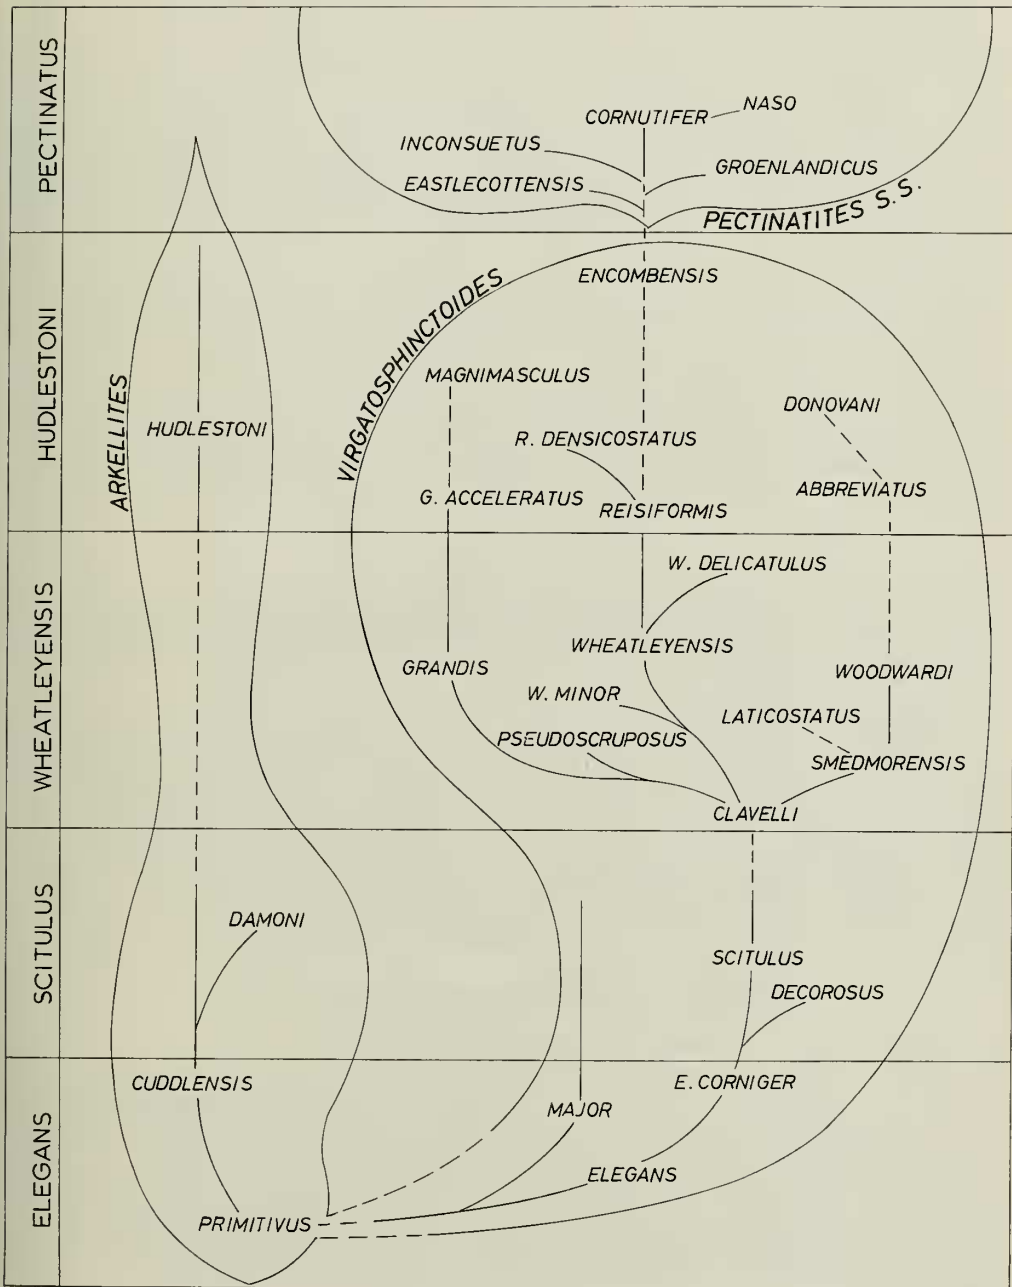 PECTINATUS
NASO
CORNUTIFER
INCONSUETUS
GROENLANDICUS
EASTLECOTTENSIS
PECTINATITES S.S.
HUDLESTONI
ENCOMBENSIS
VIRGATOSPHINCTOIDES
ARKELLITES
MAGNIMASCULUS
DONOVANI
HUDLESTONI
R. DENSICOSTATUS
G. ACCELERATUS
ABBREVIATUS
REISIFORMIS
WHEATLEYENSIS
W. DELICATULUS
WHEATLEYENSIS
GRANDIS
WOODWARDI
W. MINOR
LATICOSTATUS
PSEUDOSCRUPOSUS
SMEDMORENSIS
CLAVELLI
SCITULUS
DAMONI
SCITULUS
DECOROSUS
ELEGANS
CUDDLENSIS
E. CORNIGER
MAJOR
ELEGANS
PRIMITIVUS